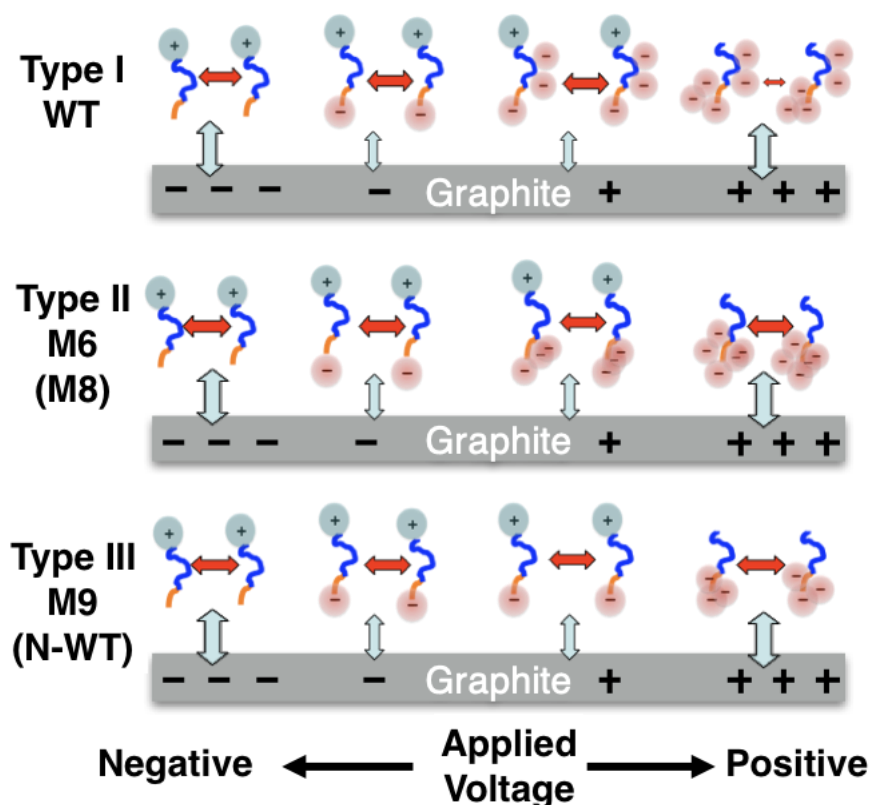 Type I
WT
+ + + + + + 
- - - - - - - - - - - - - - -
− − − − Graphite + + + +
Type II
M6
(M8)
+ + + + + +
− − − − Graphite + + + +
Type III
M9
(N-WT)
+ + + + + +
− − − − Graphite + + + +
Negative
Applied
Voltage
Positive